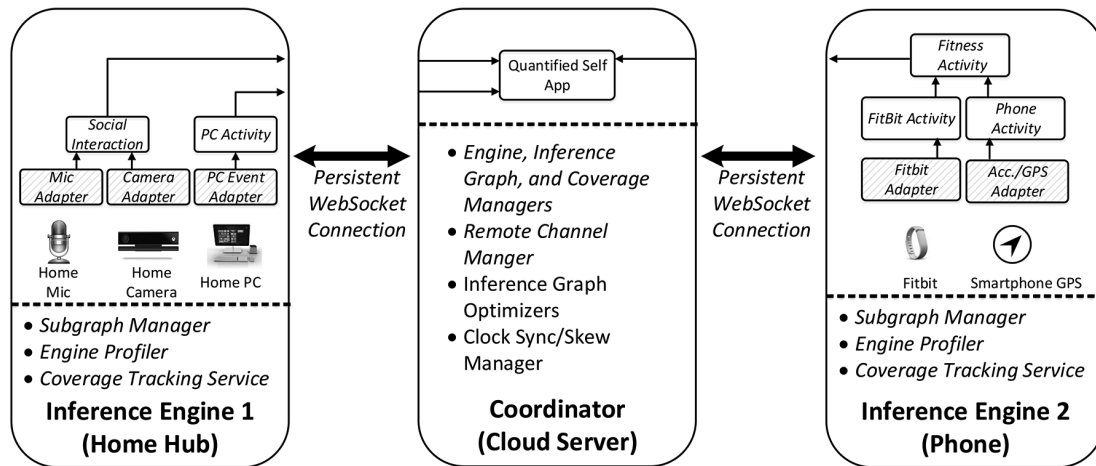 Social
Interaction
PC Activity
Mic
Adapter
Camera
Adapter
PC Event
Adapter
Home
Mic
Home
Camera
Home PC
• Subgraph Manager
• Engine Profiler
• Coverage Tracking Service
Inference Engine 1
(Home Hub)
Persistent
WebSocket
Connection
Quantified Self
App
• Engine, Inference
Graph, and Coverage
Managers
• Remote Channel
Manger
• Inference Graph
Optimizers
• Clock Sync/Skew
Manager
Coordinator
(Cloud Server)
Persistent
WebSocket
Connection
Fitness
Activity
FitBit Activity
Phone
Activity
Fitbit
Adapter
Acc./GPS
Adapter
Fitbit
Smartphone GPS
• Subgraph Manager
• Engine Profiler
• Coverage Tracking Service
Inference Engine 2
(Phone)